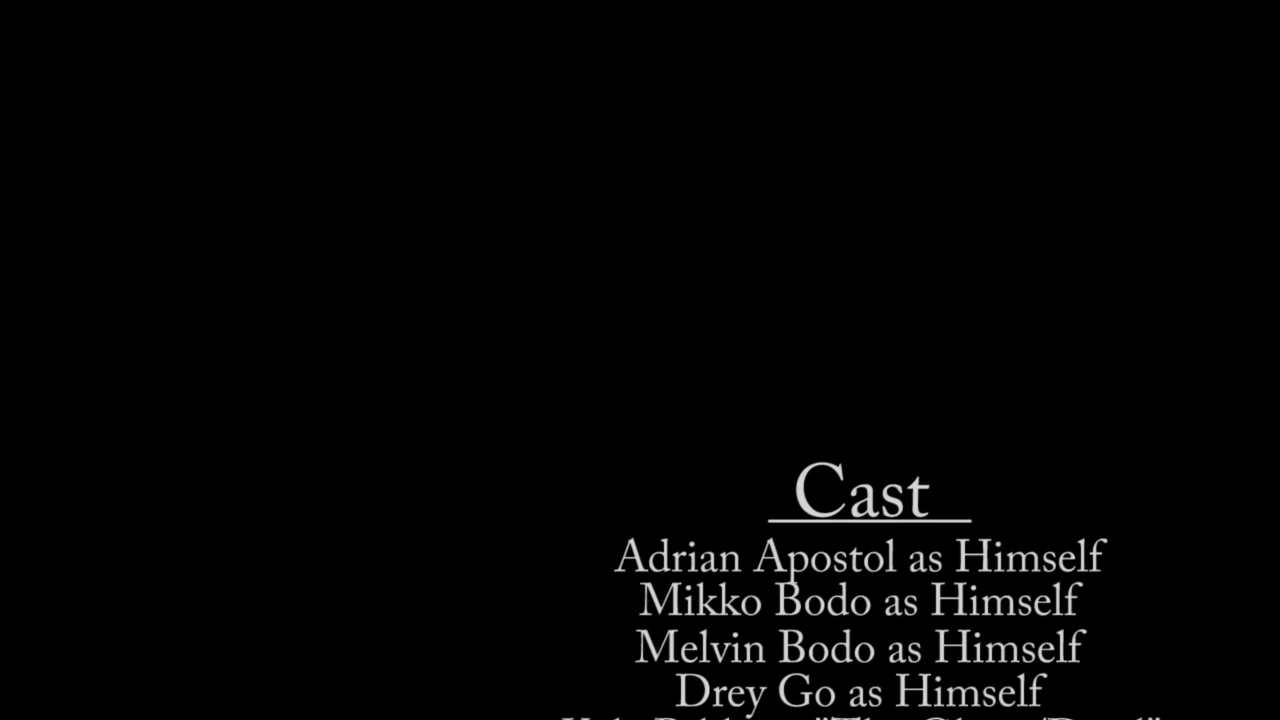 Cast
Adrian Apostol as Himself
Mikko Bodo as Himself
Melvin Bodo as Himself
Drey Go as Himself